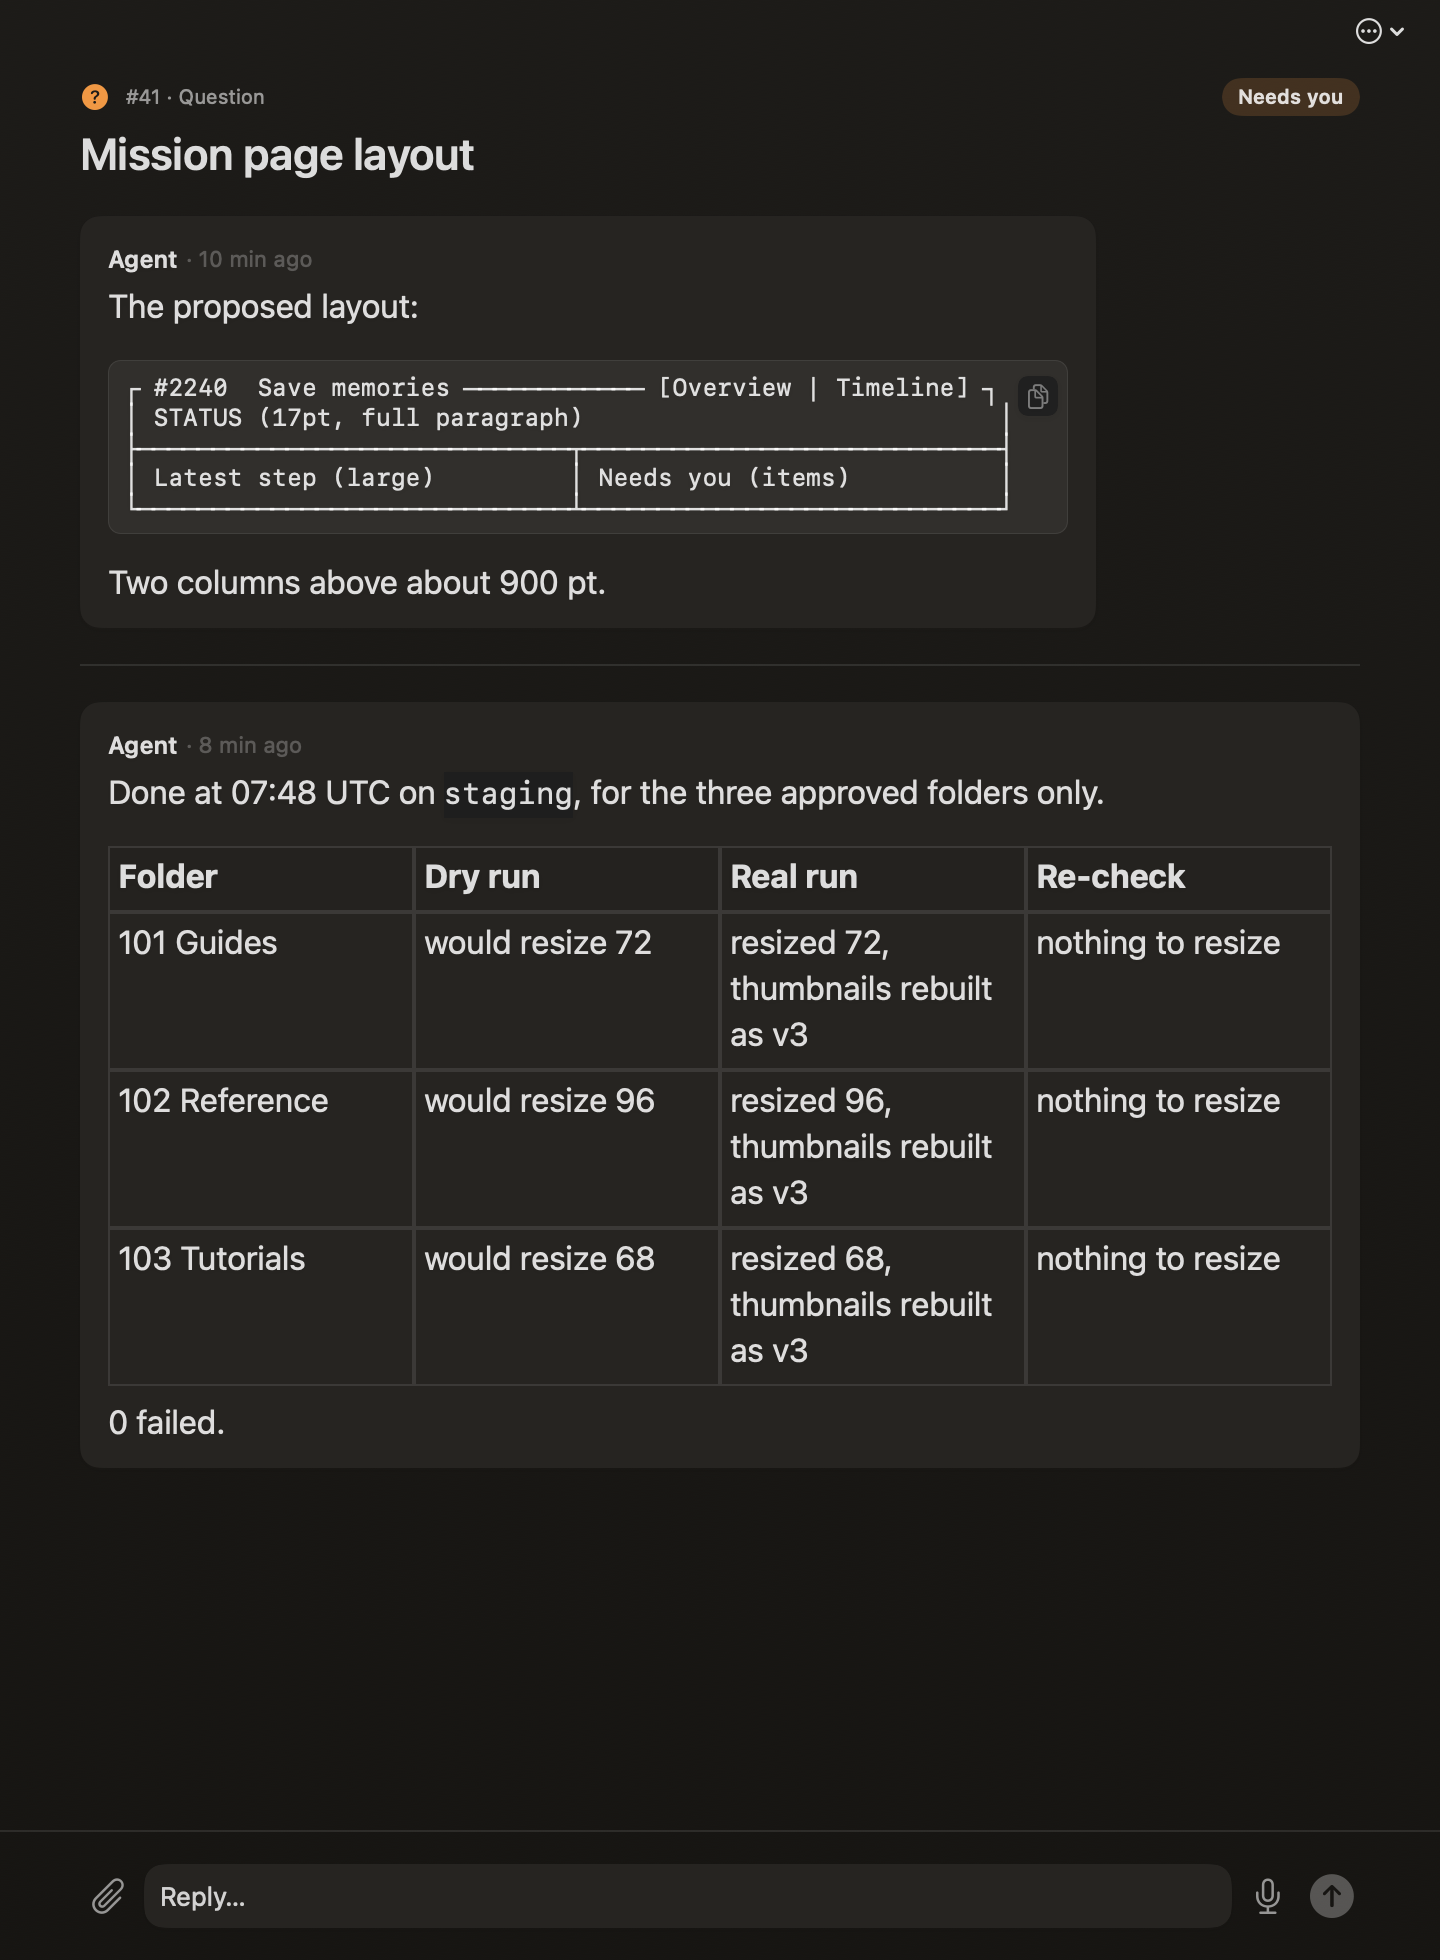 #41 · Question
Needs you
Mission page layout
Agent · 10 min ago
The proposed layout:
┌ #2240  Save memories ───────────── [Overview | Timeline] ┐
│ STATUS (17pt, full paragraph)
│ Latest step (large)          │ Needs you (items)          │
Two columns above about 900 pt.
Agent · 8 min ago
Done at 07:48 UTC on staging, for the three approved folders only.
Folder Dry run Real run Re-check
101 Guides would resize 72 resized 72, nothing to resize
thumbnails rebuilt
as v3
102 Reference would resize 96 resized 96, nothing to resize
thumbnails rebuilt
as v3
103 Tutorials would resize 68 resized 68, nothing to resize
thumbnails rebuilt
as v3
0 failed.
Reply...